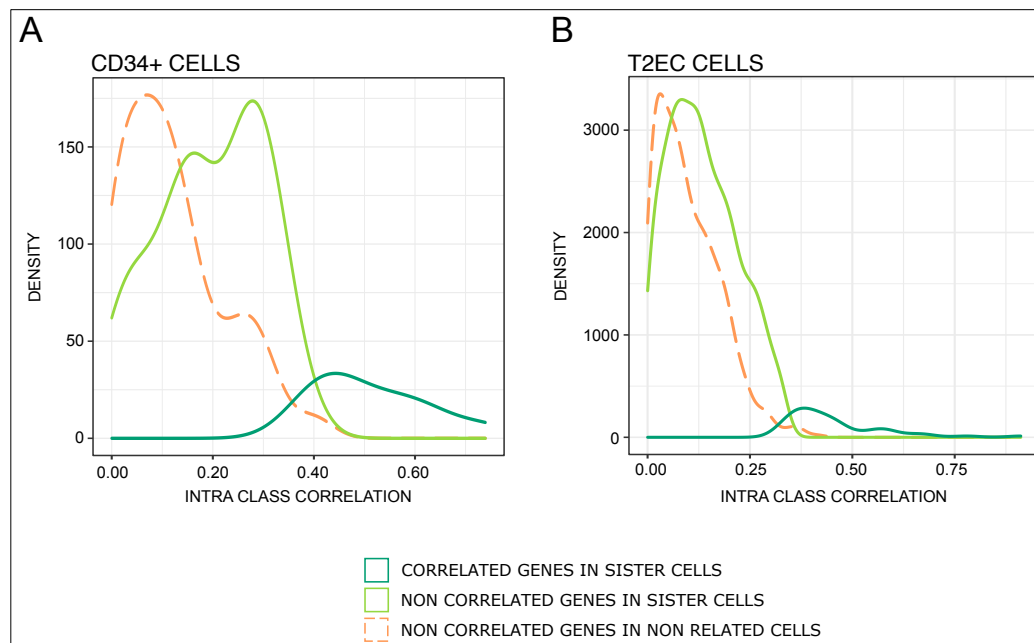 A
CD34+ CELLS
150
100
50
0
DENSITY
0.00 0.20 0.40 0.60
INTRA CLASS CORRELATION
B
T2EC CELLS
3000
2000
1000
0
DENSITY
0.00 0.25 0.50 0.75
INTRA CLASS CORRELATION
CORRELATED GENES IN SISTER CELLS
NON CORRELATED GENES IN SISTER CELLS
NON CORRELATED GENES IN NON RELATED CELLS